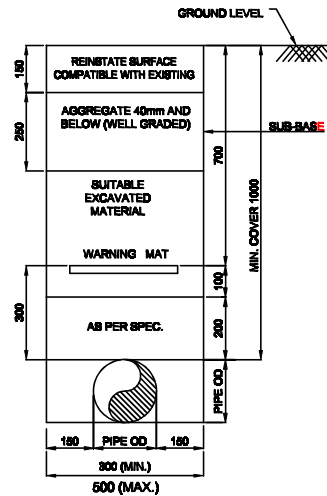 GROUND LEVEL
REINSTATE SURFACE
COMPATIBLE WITH EXISTING
150
AGGREGATE 40mm AND
BELOW (WELL GRADED)
250
SUB-BASE
700
MIN. COVER 1000
SUITABLE
EXCAVATED
MATERIAL
WARNING MAT
100
300
AS PER SPEC.
200
PIPE OD
150
PIPE OD
150
300 (MIN.)
500 (MAX.)